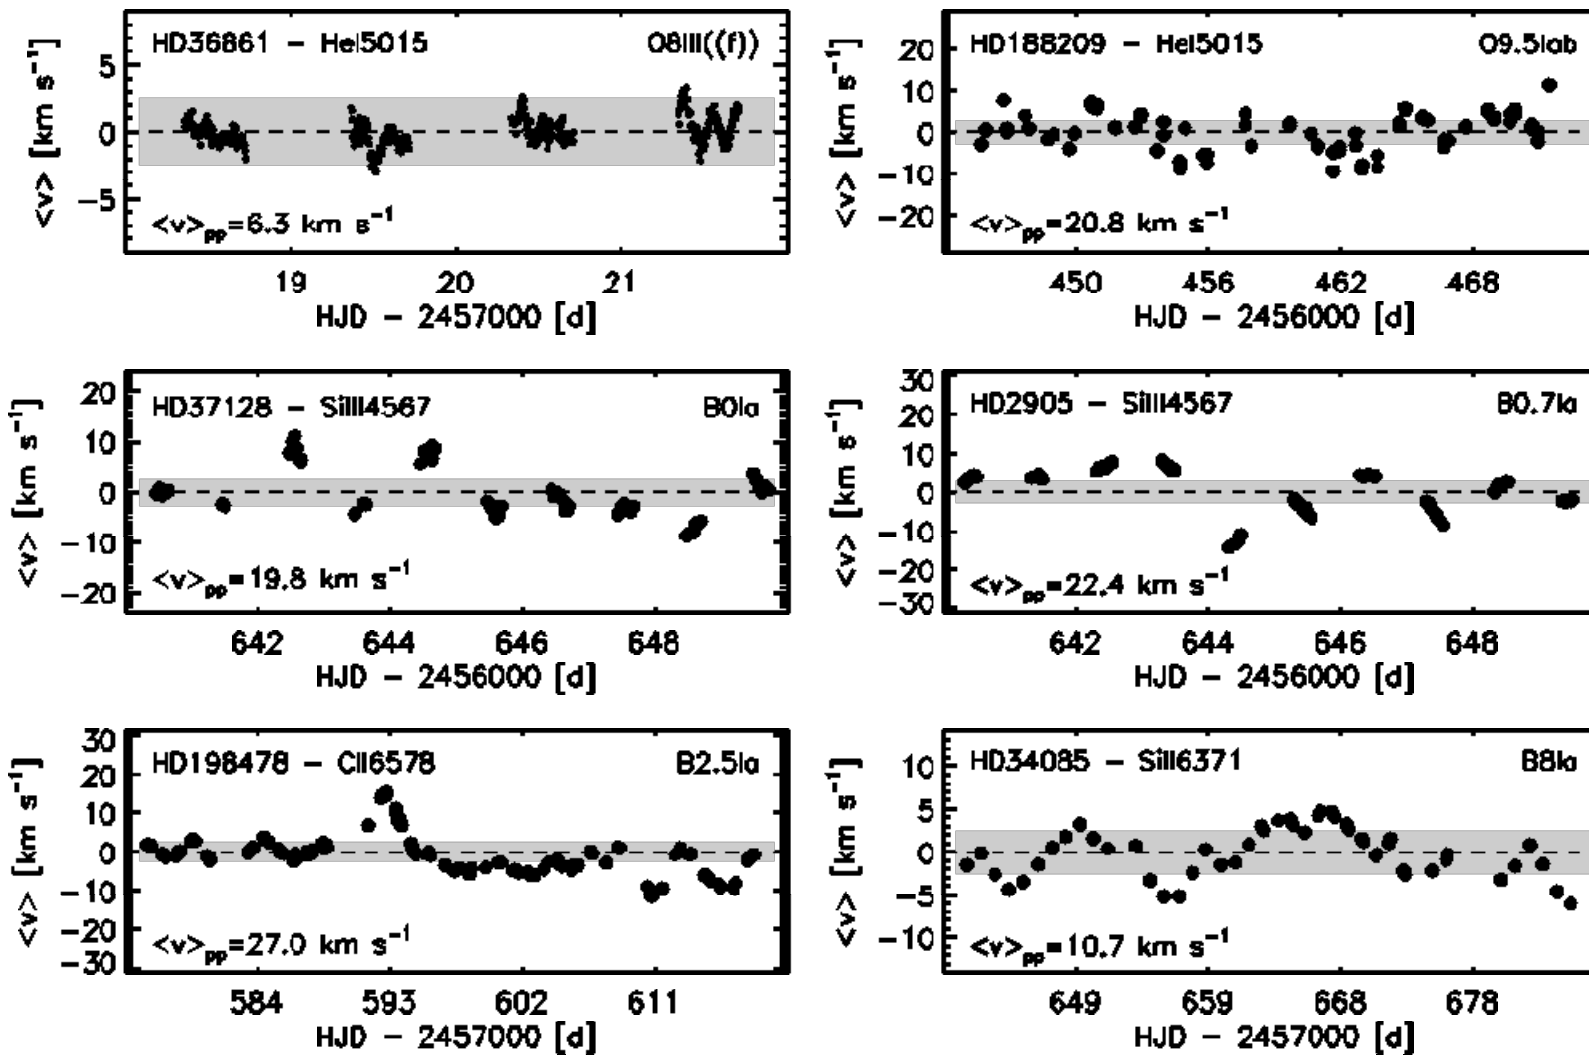 HD36861 – HeI5015 O8III((f))
5
0
−5
<v> [km s−1]
<v>pp=6.3 km s−1
19 20 21
HJD – 2457000 [d]
HD188209 – HeI5015 O9.5Iab
20
10
0
−10
−20
<v> [km s−1]
<v>pp=20.8 km s−1
450 456 462 468
HJD – 2456000 [d]
HD37128 – SiIII4567 B0Ia
20
10
0
−10
−20
<v> [km s−1]
<v>pp=19.8 km s−1
642 644 646 648
HJD – 2456000 [d]
HD2905 – SiIII4567 B0.7Ia
30
20
10
0
−10
−20
−30
<v> [km s−1]
<v>pp=22.4 km s−1
642 644 646 648
HJD – 2456000 [d]
HD198478 – CII6578 B2.5Ia
30
20
10
0
−10
−20
−30
<v> [km s−1]
<v>pp=27.0 km s−1
584 593 602 611
HJD – 2457000 [d]
HD34085 – SiII6371 B8Ia
10
5
0
−5
−10
<v> [km s−1]
<v>pp=10.7 km s−1
649 659 668 678
HJD – 2457000 [d]